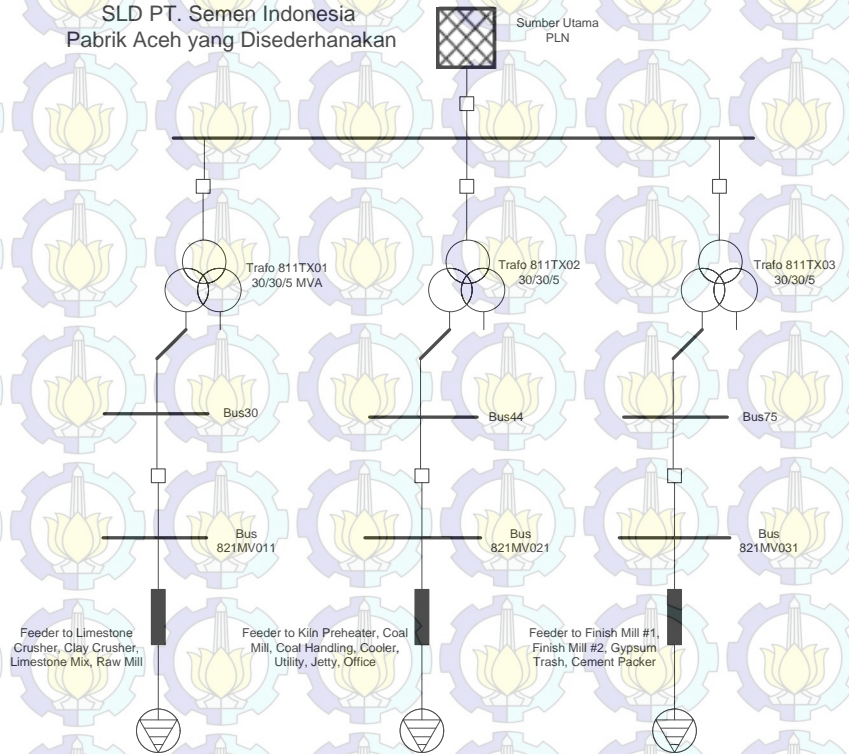 SLD PT. Semen Indonesia
Pabrik Aceh yang Disederhanakan
Sumber Utama
PLN
Trafo 811TX01
30/30/5 MVA
Trafo 811TX02
30/30/5
Trafo 811TX03
30/30/5
Bus30
Bus44
Bus75
Bus
821MV011
Bus
821MV021
Bus
821MV031
Feeder to Limestone
Crusher, Clay Crusher,
Limestone Mix, Raw Mill
Feeder to Kiln Preheater, Coal
Mill, Coal Handling, Cooler,
Utility, Jetty, Office
Feeder to Finish Mill #1,
Finish Mill #2, Gypsum
Trash, Cement Packer